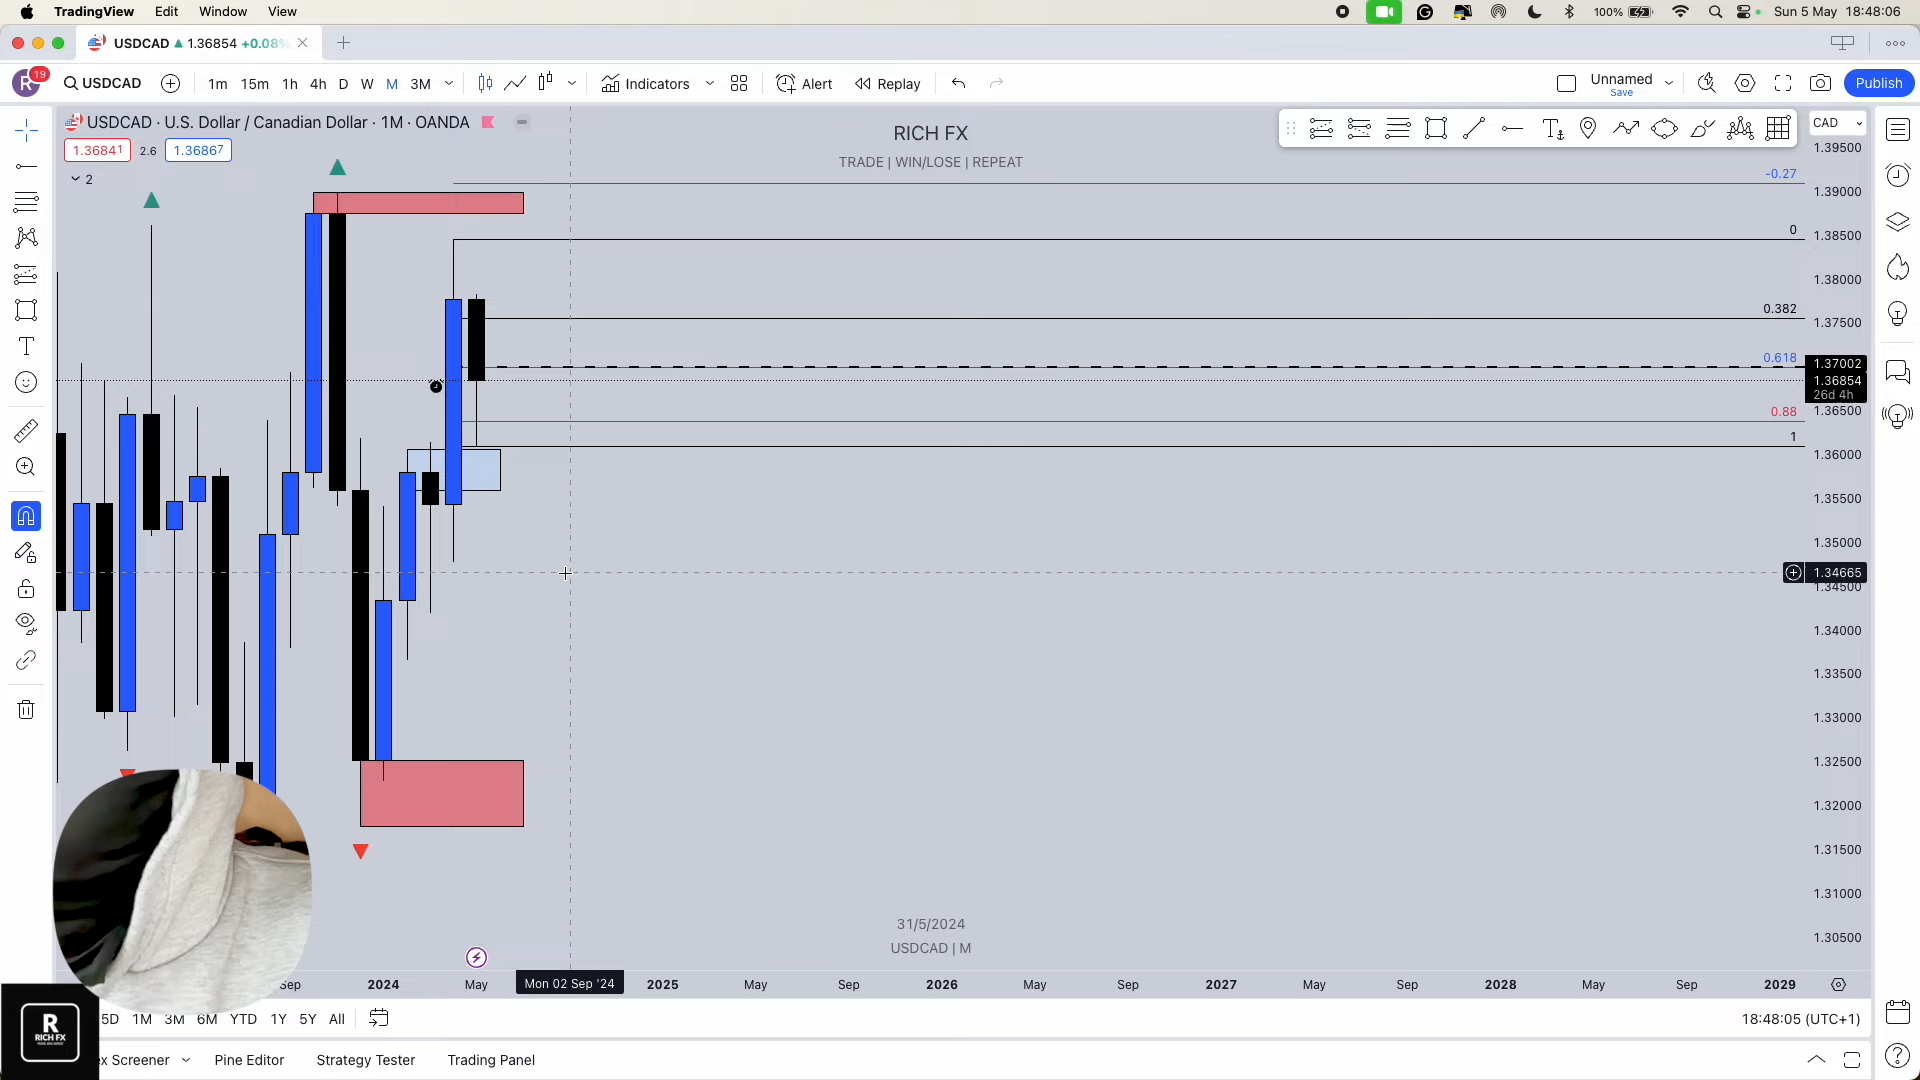 TradingView Edit Window View 100% Sun 5 May 18:48:06
USDCAD 1.36854 +0.08%
R 19 USDCAD 1m 15m 1h 4h D W M 3M Indicators Alert Replay Unnamed Save Publish
USDCAD · U.S. Dollar / Canadian Dollar · 1M · OANDA
1.36841 2.6 1.36867
2
RICH FX
TRADE | WIN/LOSE | REPEAT
CAD
1.39500
-0.27
1.39000
0
1.38500
1.38000
0.382
1.37500
0.618
1.37002
1.36854
26d 4h
0.88
1.36500
1
1.36000
1.35500
1.35000
1.34665
1.34500
1.34000
1.33500
1.33000
1.32500
1.32000
1.31500
1.31000
1.30500
31/5/2024
USDCAD | M
Sep 2024 May Mon 02 Sep '24 2025 May Sep 2026 May Sep 2027 May Sep 2028 May Sep 2029
5D 1M 3M 6M YTD 1Y 5Y All 18:48:05 (UTC+1)
R
RICH FX
ex Screener Pine Editor Strategy Tester Trading Panel